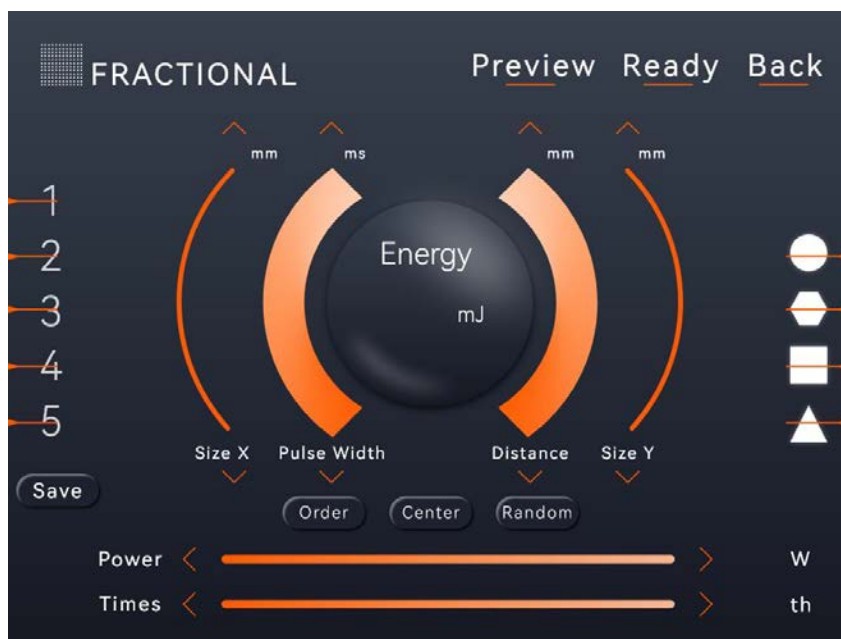 FRACTIONAL
Preview Ready Back
mm ms mm mm
1
2
3
4
5
Energy
mJ
Size X Pulse Width Distance Size Y
Save
Order Center Random
Power W
Times th